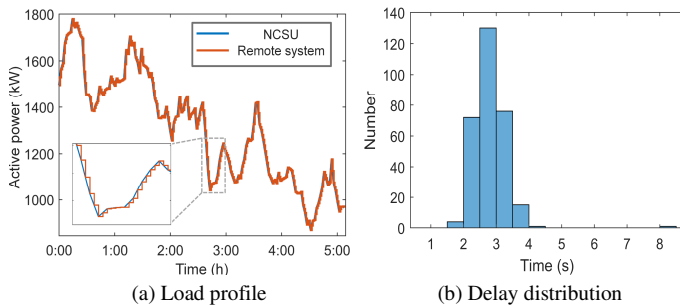 1800
1600
1400
1200
1000
Active power (kW)
NCSU
Remote system
0:00 1:00 2:00 3:00 4:00 5:00
Time (h)
(a) Load profile
140
120
100
80
60
40
20
0
Number
1 2 3 4 5 6 7 8
Time (s)
(b) Delay distribution